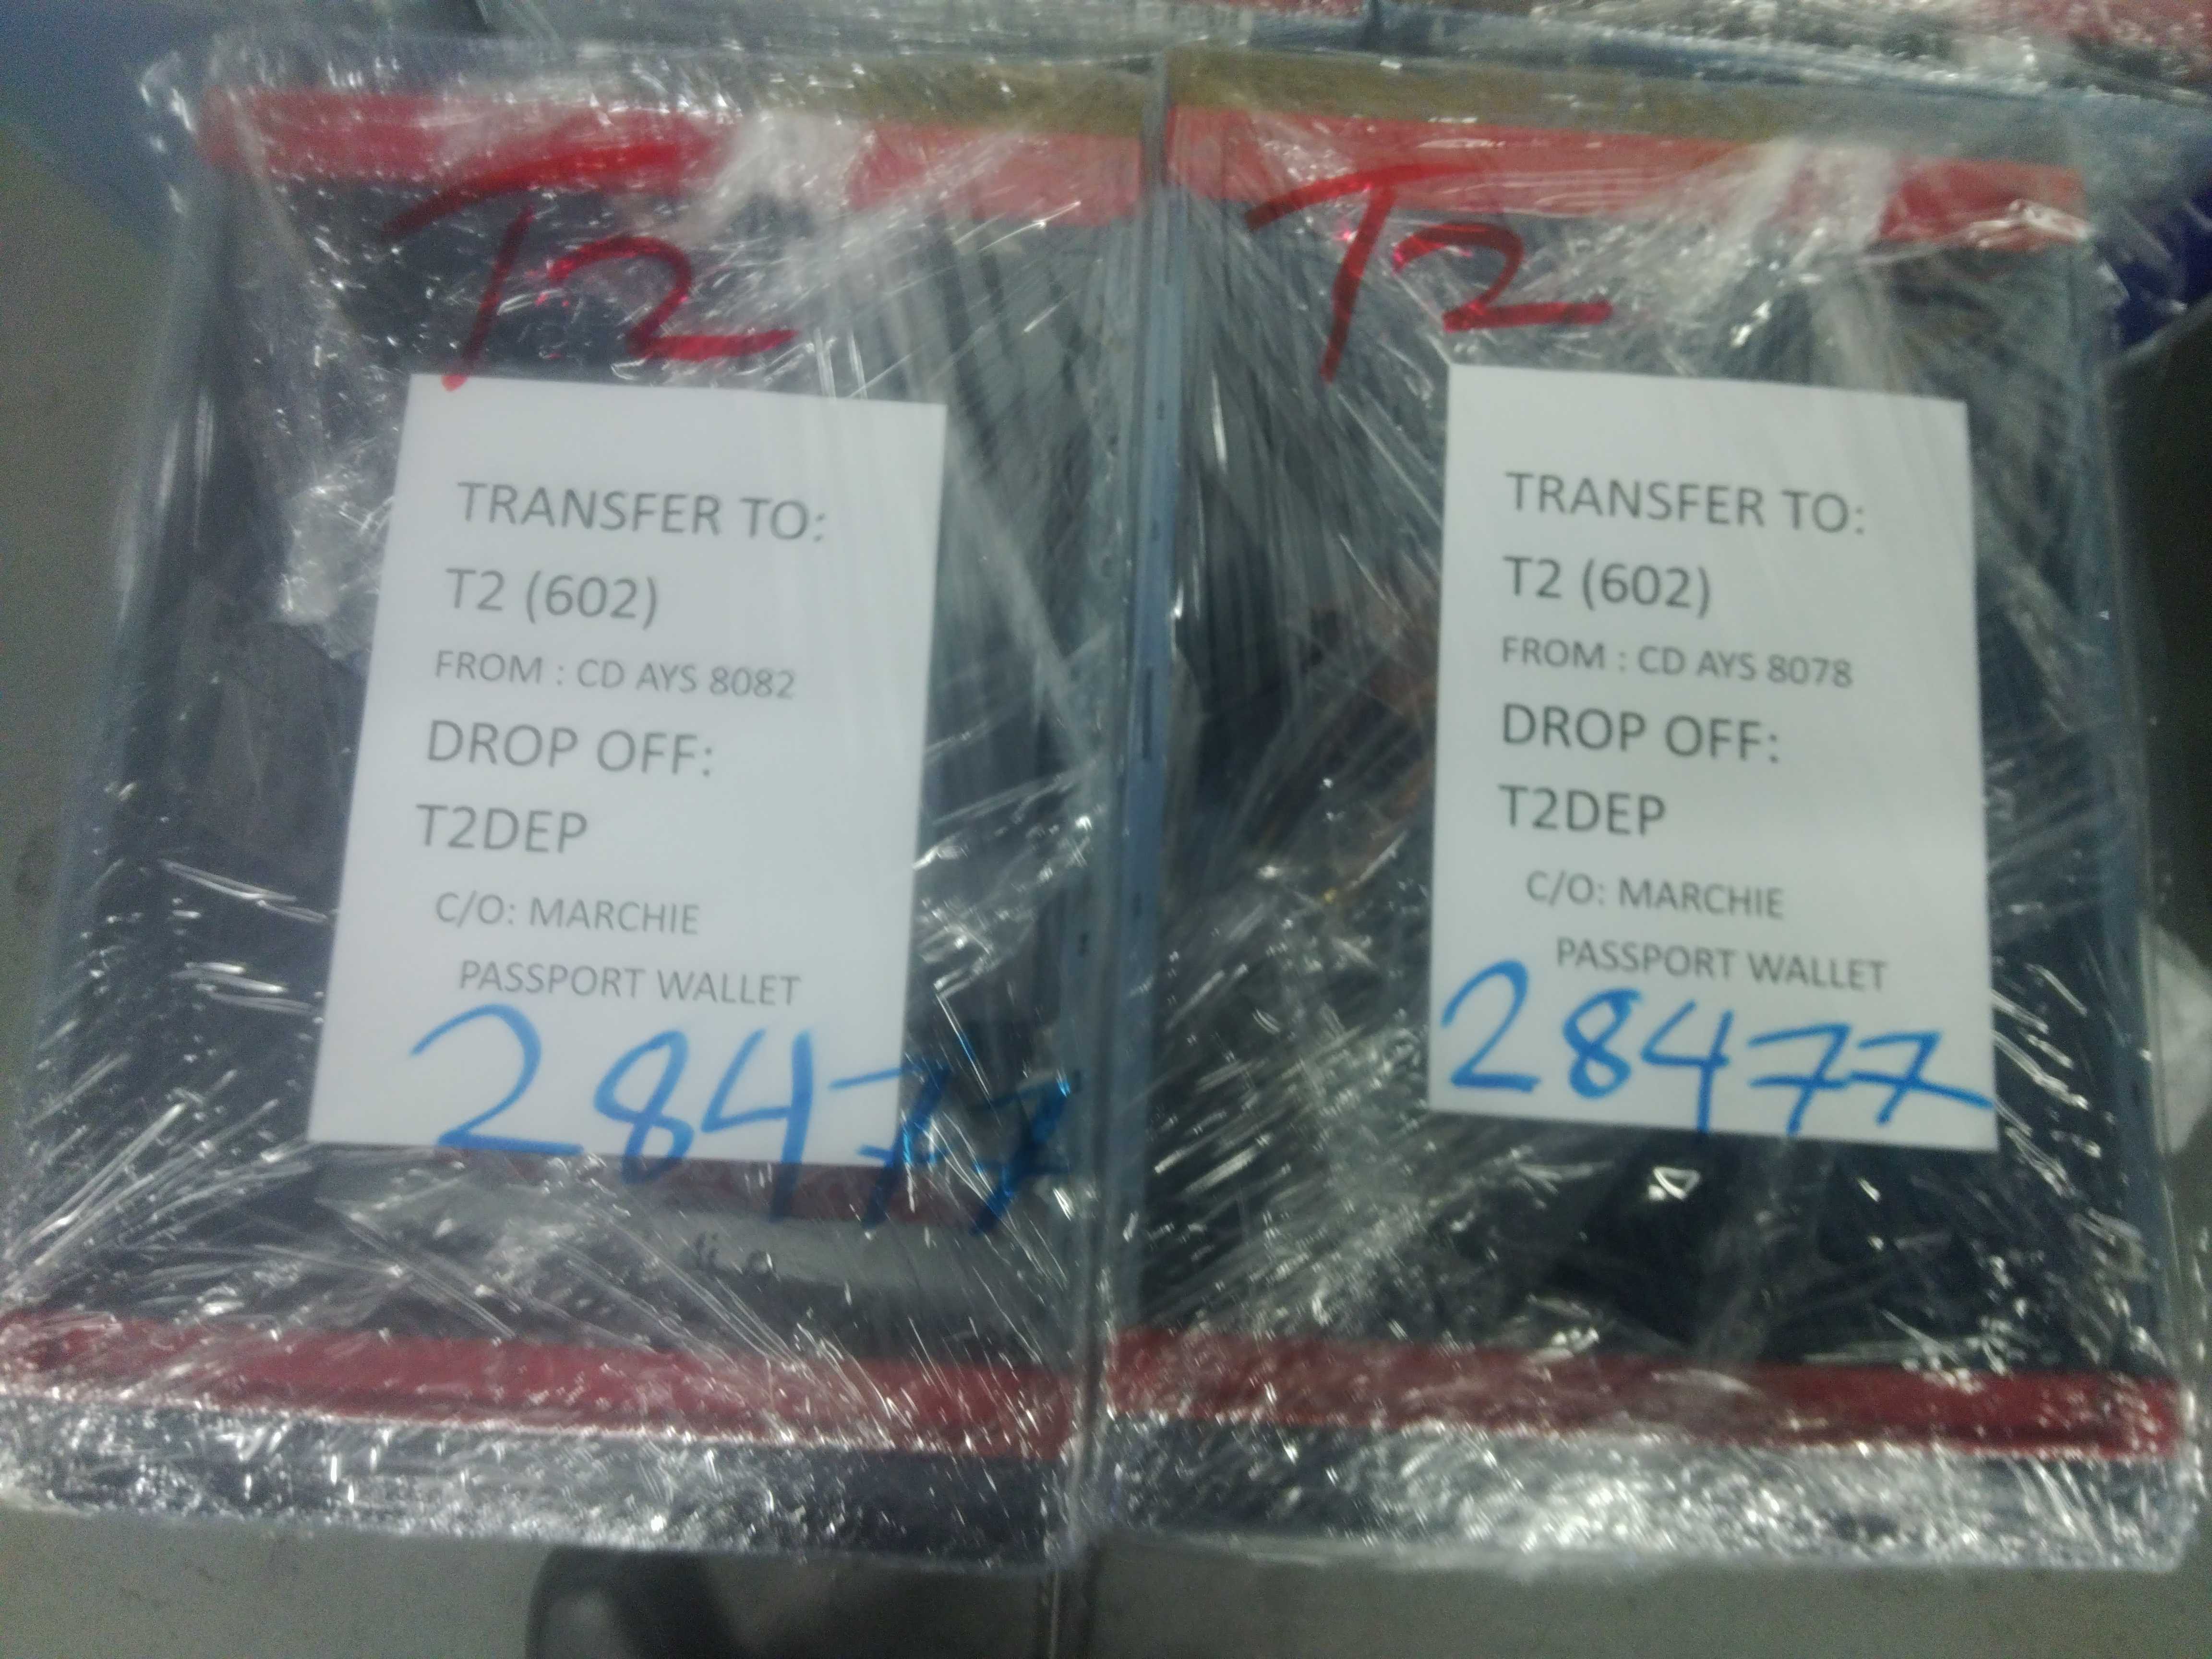 T2
TRANSFER TO:
T2 (602)
FROM : CD AYS 8082
DROP OFF:
T2DEP
C/O: MARCHIE
PASSPORT WALLET
28477
T2
TRANSFER TO:
T2 (602)
FROM : CD AYS 8078
DROP OFF:
T2DEP
C/O: MARCHIE
PASSPORT WALLET
28477